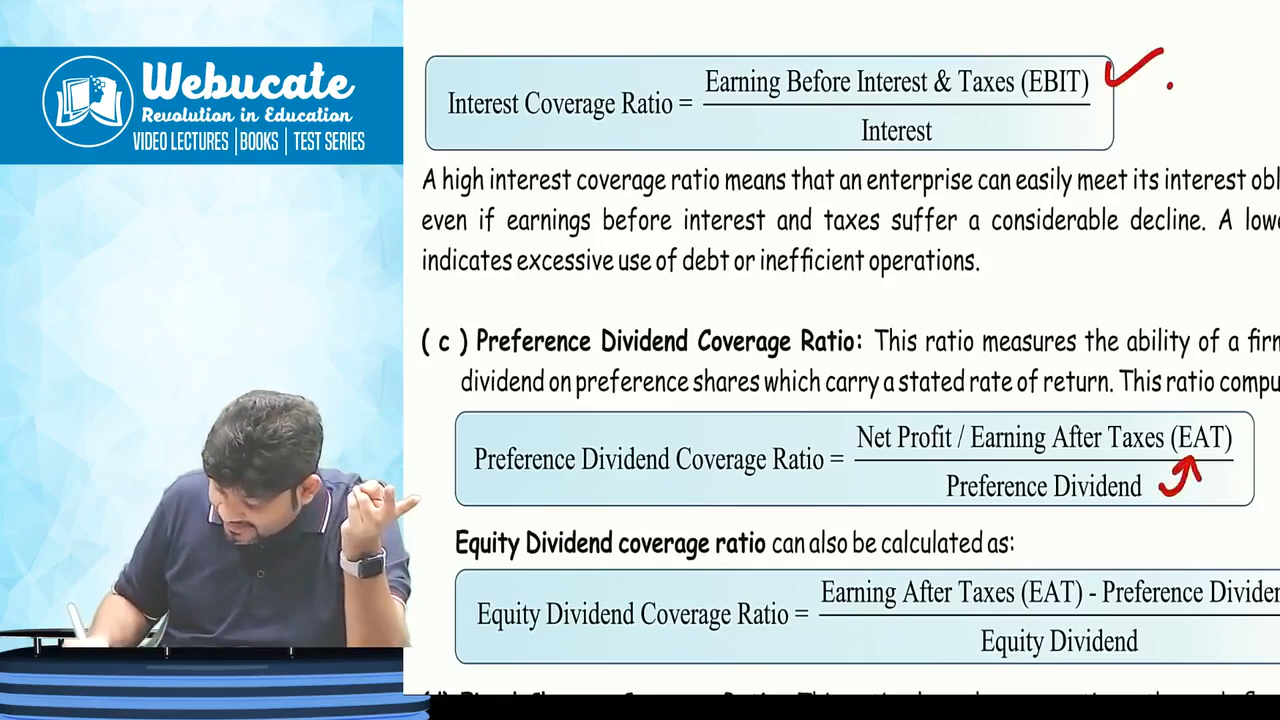 Webucate
Revolution in Education
VIDEO LECTURES | BOOKS | TEST SERIES
Interest Coverage Ratio = Earning Before Interest & Taxes (EBIT)
Interest
A high interest coverage ratio means that an enterprise can easily meet its interest
even if earnings before interest and taxes suffer a considerable decline. A
indicates excessive use of debt or inefficient operations.
( c ) Preference Dividend Coverage Ratio: This ratio measures the ability of a
dividend on preference shares which carry a stated rate of return. This ratio
Preference Dividend Coverage Ratio = Net Profit / Earning After Taxes (EAT)
Preference Dividend
Equity Dividend coverage ratio can also be calculated as:
Equity Dividend Coverage Ratio = Earning After Taxes (EAT) - Preference
Equity Dividend